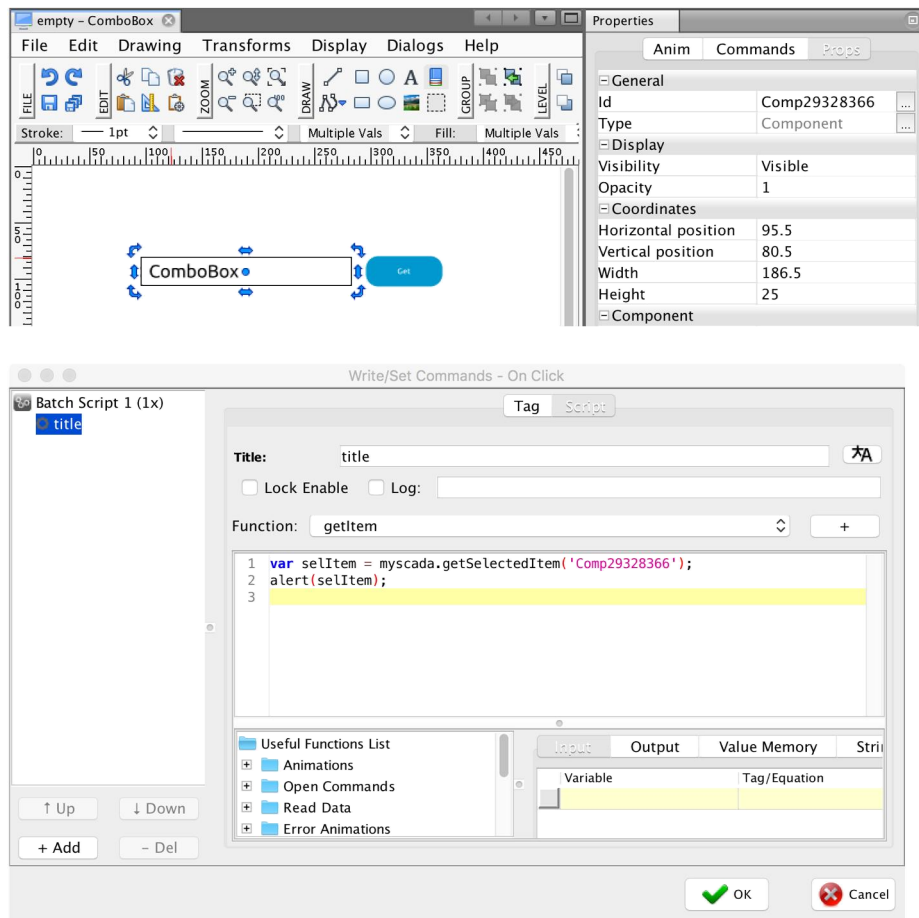 empty – ComboBox
File Edit Drawing Transforms Display Dialogs Help
FILE EDIT ZOOM DRAW GROUP LEVEL
Stroke: 1pt Multiple Vals Fill: Multiple Vals
0 50 100 150 200 250 300 350 400 450
0
50
100
ComboBox
Get
Properties
Anim Commands Props
General
Id Comp29328366 ...
Type Component ...
Display
Visibility Visible
Opacity 1
Coordinates
Horizontal position 95.5
Vertical position 80.5
Width 186.5
Height 25
Component
Write/Set Commands - On Click
Batch Script 1 (1x)
title
Tag Script
Title: title
Lock Enable Log:
Function: getItem +
1 var selItem = myscada.getSelectedItem('Comp29328366');
2 alert(selItem);
3
Useful Functions List
Animations
Open Commands
Read Data
Error Animations
Input Output Value Memory Stri
Variable Tag/Equation
↑ Up ↓ Down
+ Add – Del
OK Cancel